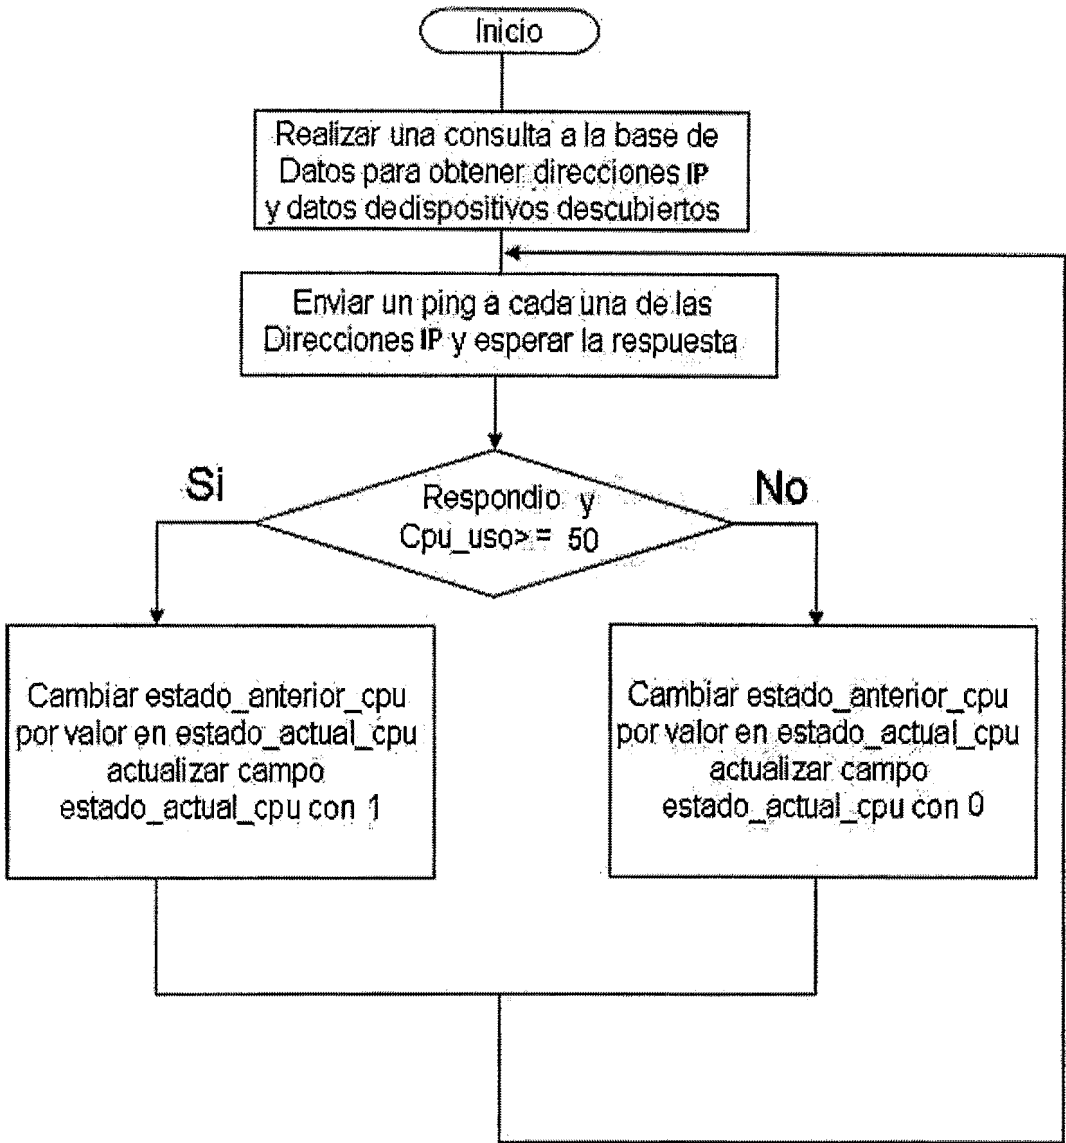 Inicio
Realizar una consulta a la base de
Datos para obtener direcciones IP
y datos dedispositivos descubiertos
Enviar un ping a cada una de las
Direcciones IP y esperar la respuesta
Si
Respondio y
Cpu_uso>= 50
No
Cambiar estado_anterior_cpu
por valor en estado_actual_cpu
actualizar campo
estado_actual_cpu con 1
Cambiar estado_anterior_cpu
por valor en estado_actual_cpu
actualizar campo
estado_actual_cpu con 0